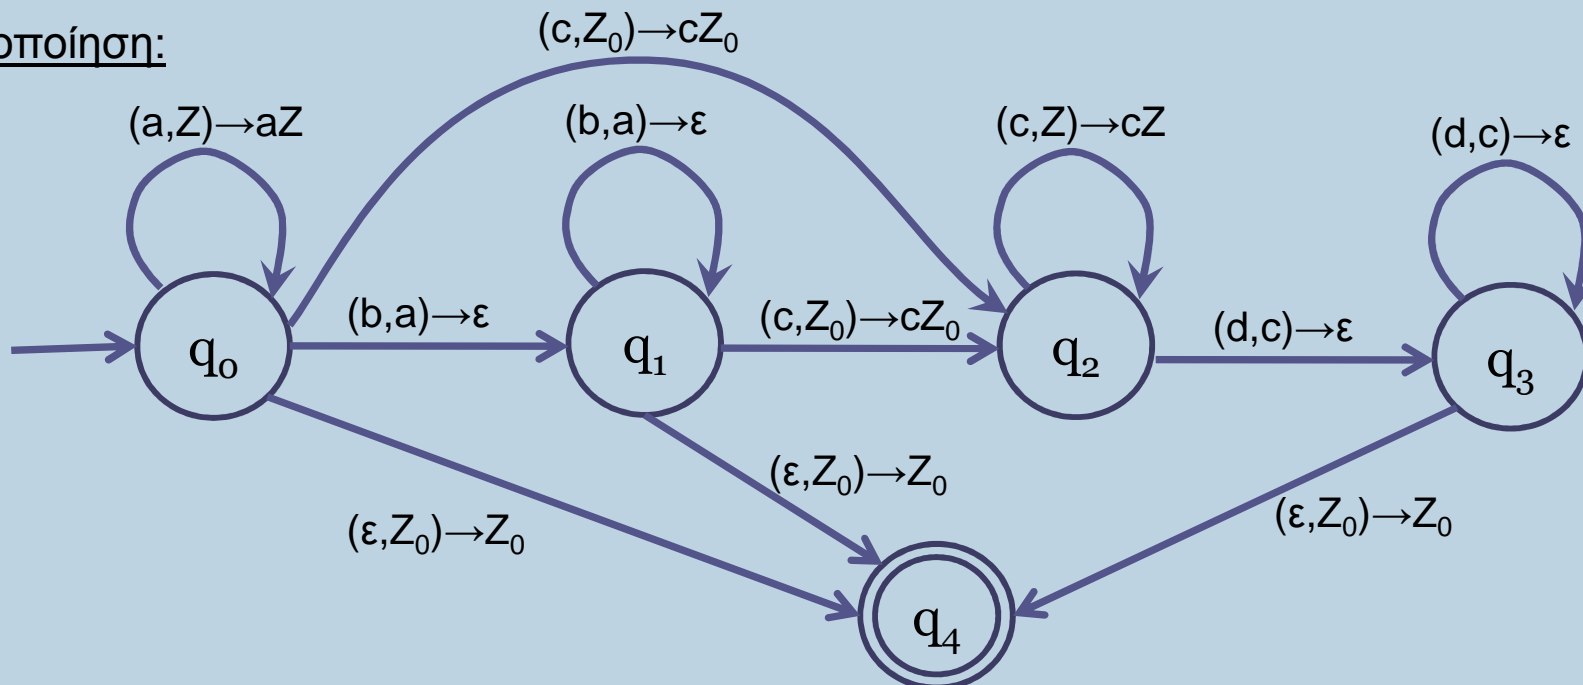 οποίηση:
(c,Z₀)→cZ₀
(a,Z)→aZ
(b,a)→ε
(c,Z)→cZ
(d,c)→ε
(b,a)→ε
(c,Z₀)→cZ₀
(d,c)→ε
q₀
q₁
q₂
q₃
(ε,Z₀)→Z₀
(ε,Z₀)→Z₀
(ε,Z₀)→Z₀
q₄